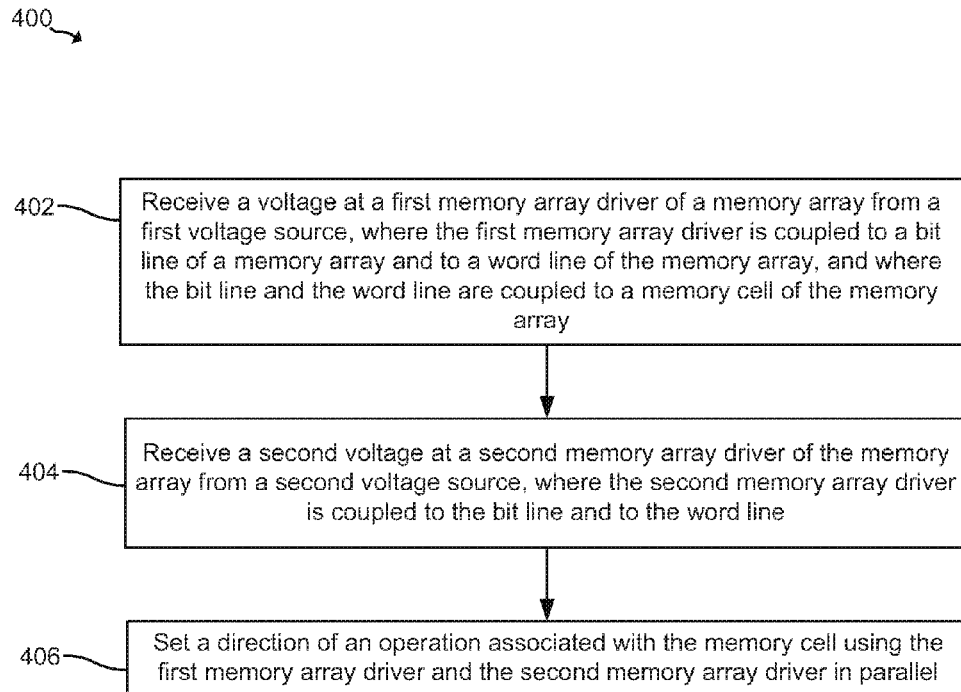 400
402
Receive a voltage at a first memory array driver of a memory array from a
first voltage source, where the first memory array driver is coupled to a bit
line of a memory array and to a word line of the memory array, and where
the bit line and the word line are coupled to a memory cell of the memory
array
404
Receive a second voltage at a second memory array driver of the memory
array from a second voltage source, where the second memory array driver
is coupled to the bit line and to the word line
406
Set a direction of an operation associated with the memory cell using the
first memory array driver and the second memory array driver in parallel